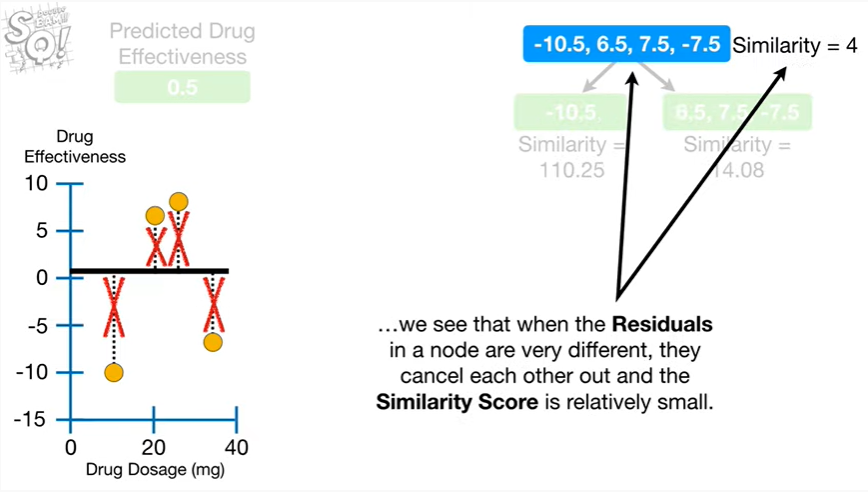 SQ!
Predicted Drug
Effectiveness
0.5
-10.5, 6.5, 7.5, -7.5
Similarity = 4
-10.5
6.5, 7.5, -7.5
Similarity =
110.25
Similarity =
14.08
Drug
Effectiveness
10
5
0
-5
-10
-15
0
20
40
Drug Dosage (mg)
…we see that when the Residuals
in a node are very different, they
cancel each other out and the
Similarity Score is relatively small.